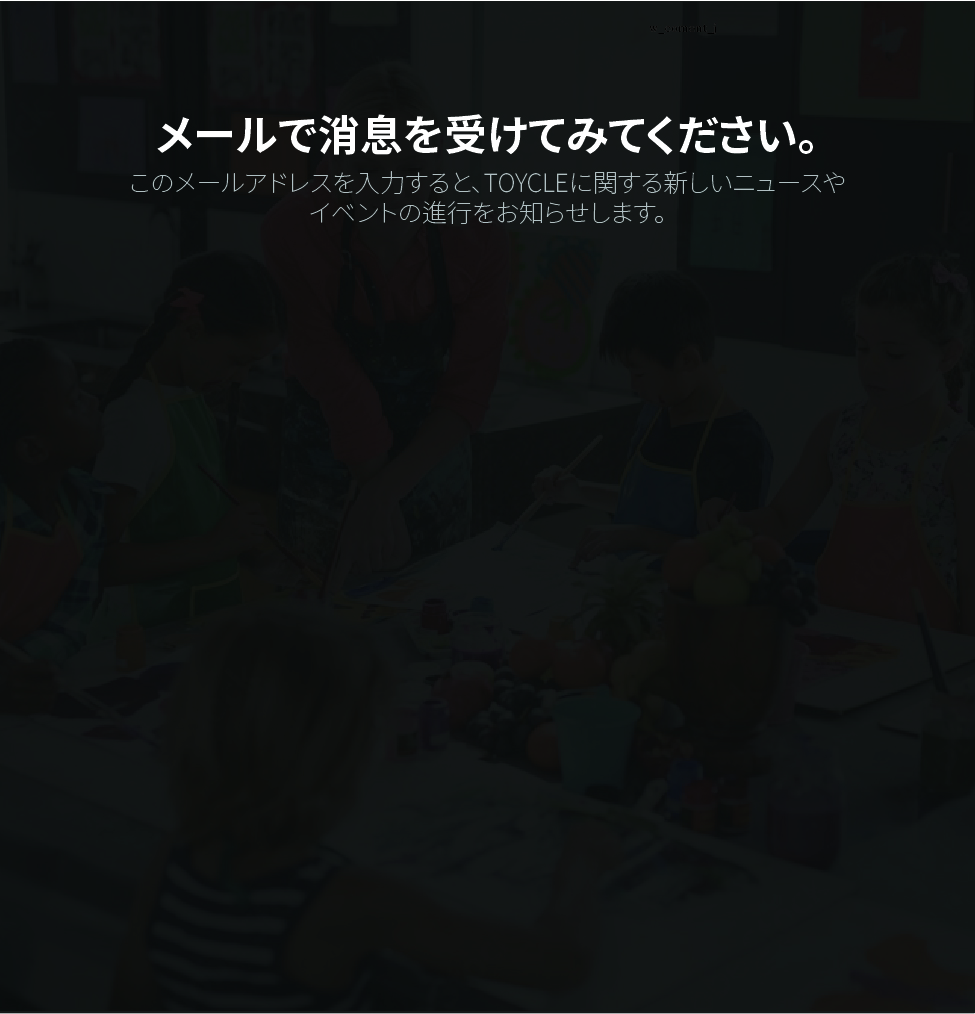 メールで消息を受けてみてください。
このメールアドレスを入力すると、TOYCLEに関する新しいニュースや
イベントの進行をお知らせします。